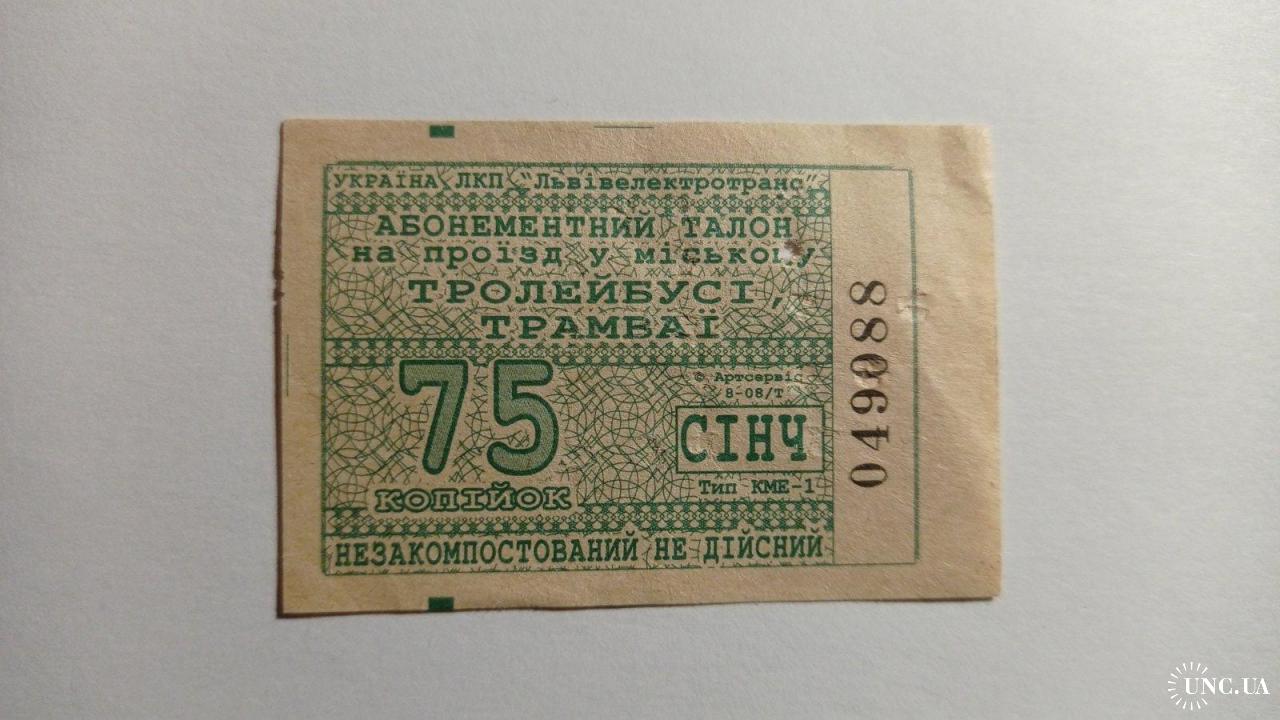 УКРАЇНА ЛКП "Львівелектротранс"
АБОНЕМЕНТНИЙ ТАЛОН
на проїзд у міському
ТРОЛЕЙБУСІ,
ТРАМВАЇ
75
КОПІЙОК
© Артсервіс
8-08/Т
СІНЧ
Тип КМЕ-1
НЕЗАКОМПОСТОВАНИЙ НЕ ДІЙСНИЙ
049088
UNC.UA